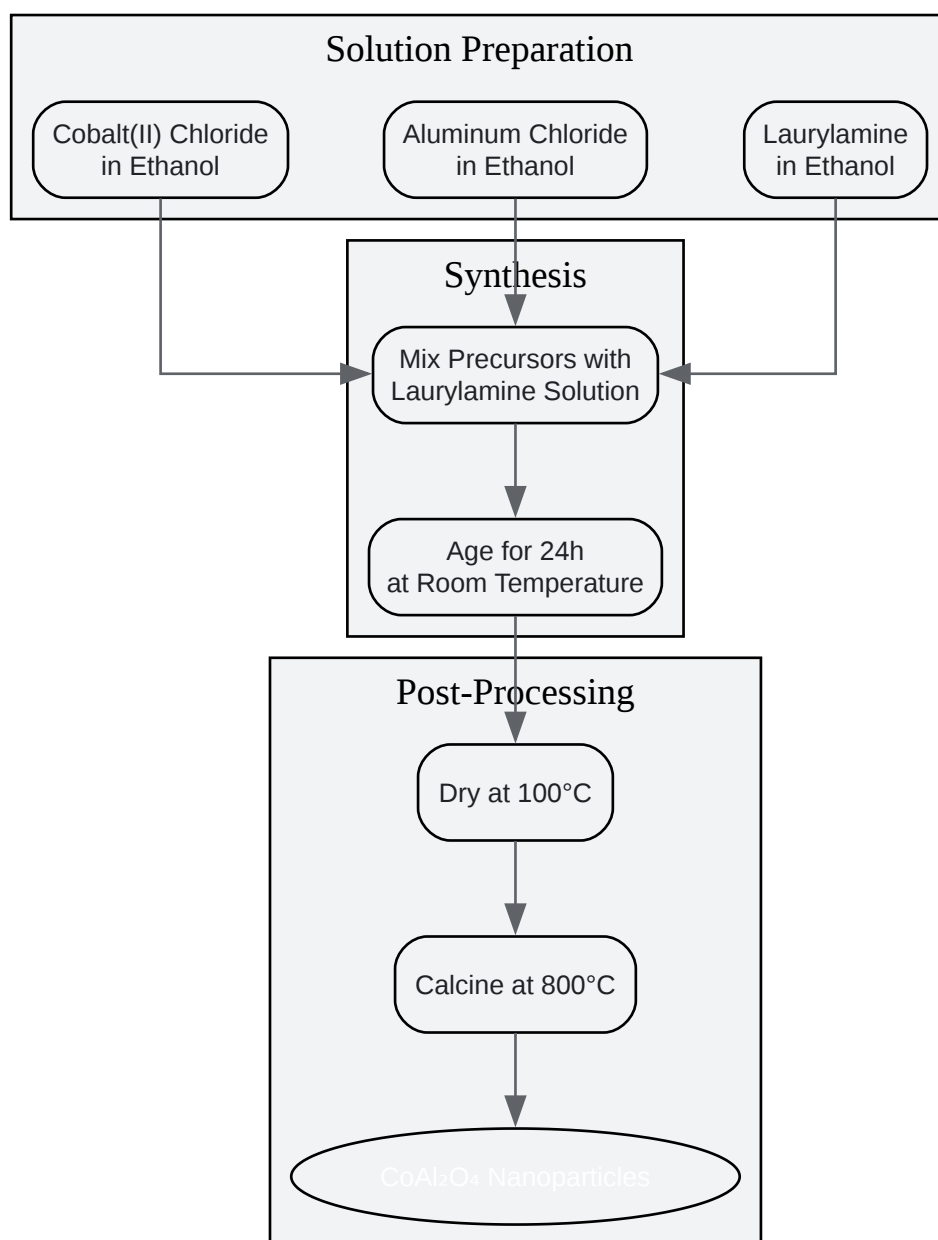 Solution Preparation
Cobalt(II) Chloride
in Ethanol
Aluminum Chloride
in Ethanol
Laurylamine
in Ethanol
Synthesis
Mix Precursors with
Laurylamine Solution
Age for 24h
at Room Temperature
Post-Processing
Dry at 100°C
Calcine at 800°C
CoAl₂O₄ Nanoparticles